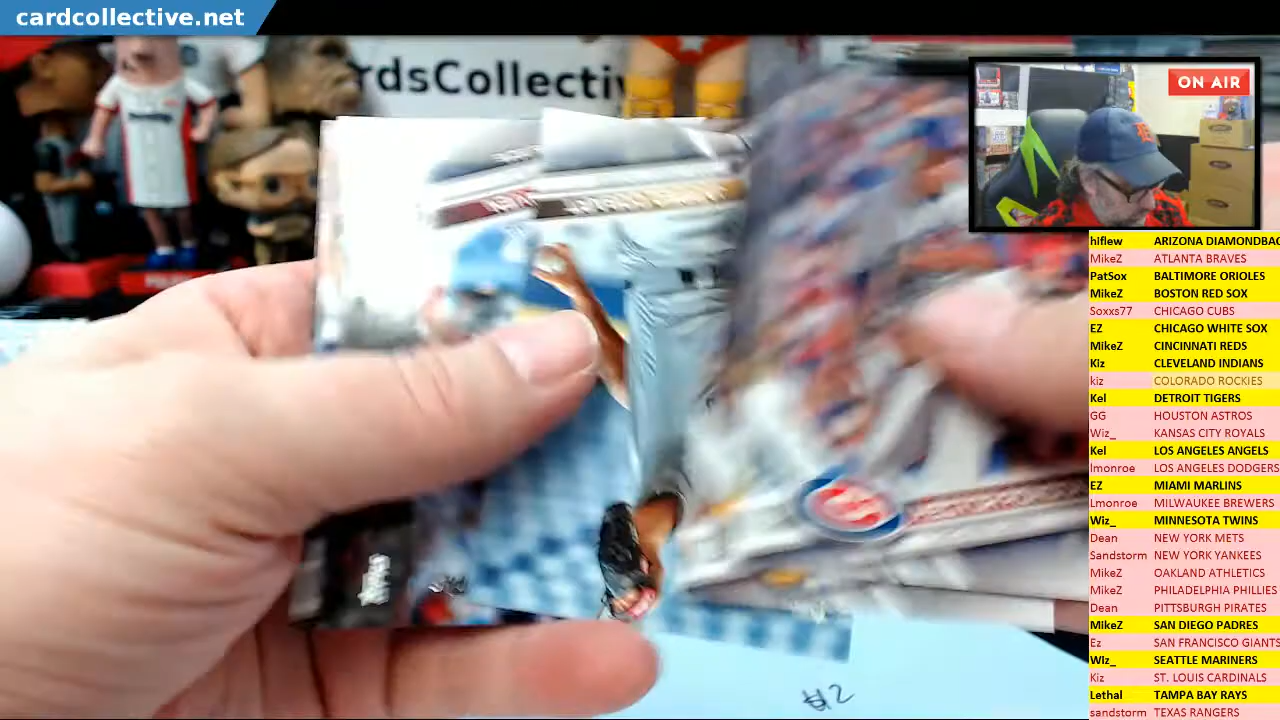 cardcollective.net
rdsCollectiv
ON AIR
hiflew ARIZONA DIAMONDBAC
MikeZ ATLANTA BRAVES
PatSox BALTIMORE ORIOLES
MikeZ BOSTON RED SOX
Soxxs77 CHICAGO CUBS
EZ CHICAGO WHITE SOX
MikeZ CINCINNATI REDS
Kiz CLEVELAND INDIANS
kiz COLORADO ROCKIES
Kel DETROIT TIGERS
GG HOUSTON ASTROS
Wiz_ KANSAS CITY ROYALS
Kel LOS ANGELES ANGELS
lmonroe LOS ANGELES DODGERS
EZ MIAMI MARLINS
Lmonroe MILWAUKEE BREWERS
Wiz_ MINNESOTA TWINS
Dean NEW YORK METS
Sandstorm NEW YORK YANKEES
MikeZ OAKLAND ATHLETICS
MikeZ PHILADELPHIA PHILLIES
Dean PITTSBURGH PIRATES
MikeZ SAN DIEGO PADRES
Ez SAN FRANCISCO GIANTS
Wiz_ SEATTLE MARINERS
Kiz ST. LOUIS CARDINALS
Lethal TAMPA BAY RAYS
sandstorm TEXAS RANGERS
#2